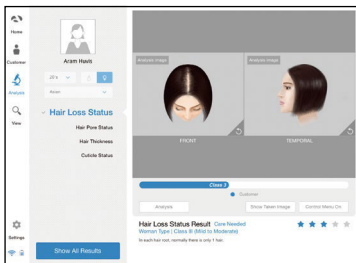 Home
Customer
Analysis
View
Settings
Aram Huvis
20's
Asian
Hair Loss Status
Hair Pore Status
Hair Thickness
Cuticle Status
Show All Results
Analysis Image
Analysis Image
FRONT
TEMPORAL
Class 3
Customer
Analysis
Show Taken Image
Control Menu On
Hair Loss Status Result Care Needed
Woman Type | Class III (Mild to Moderate)
In each hair root, normally there is only 1 hair.